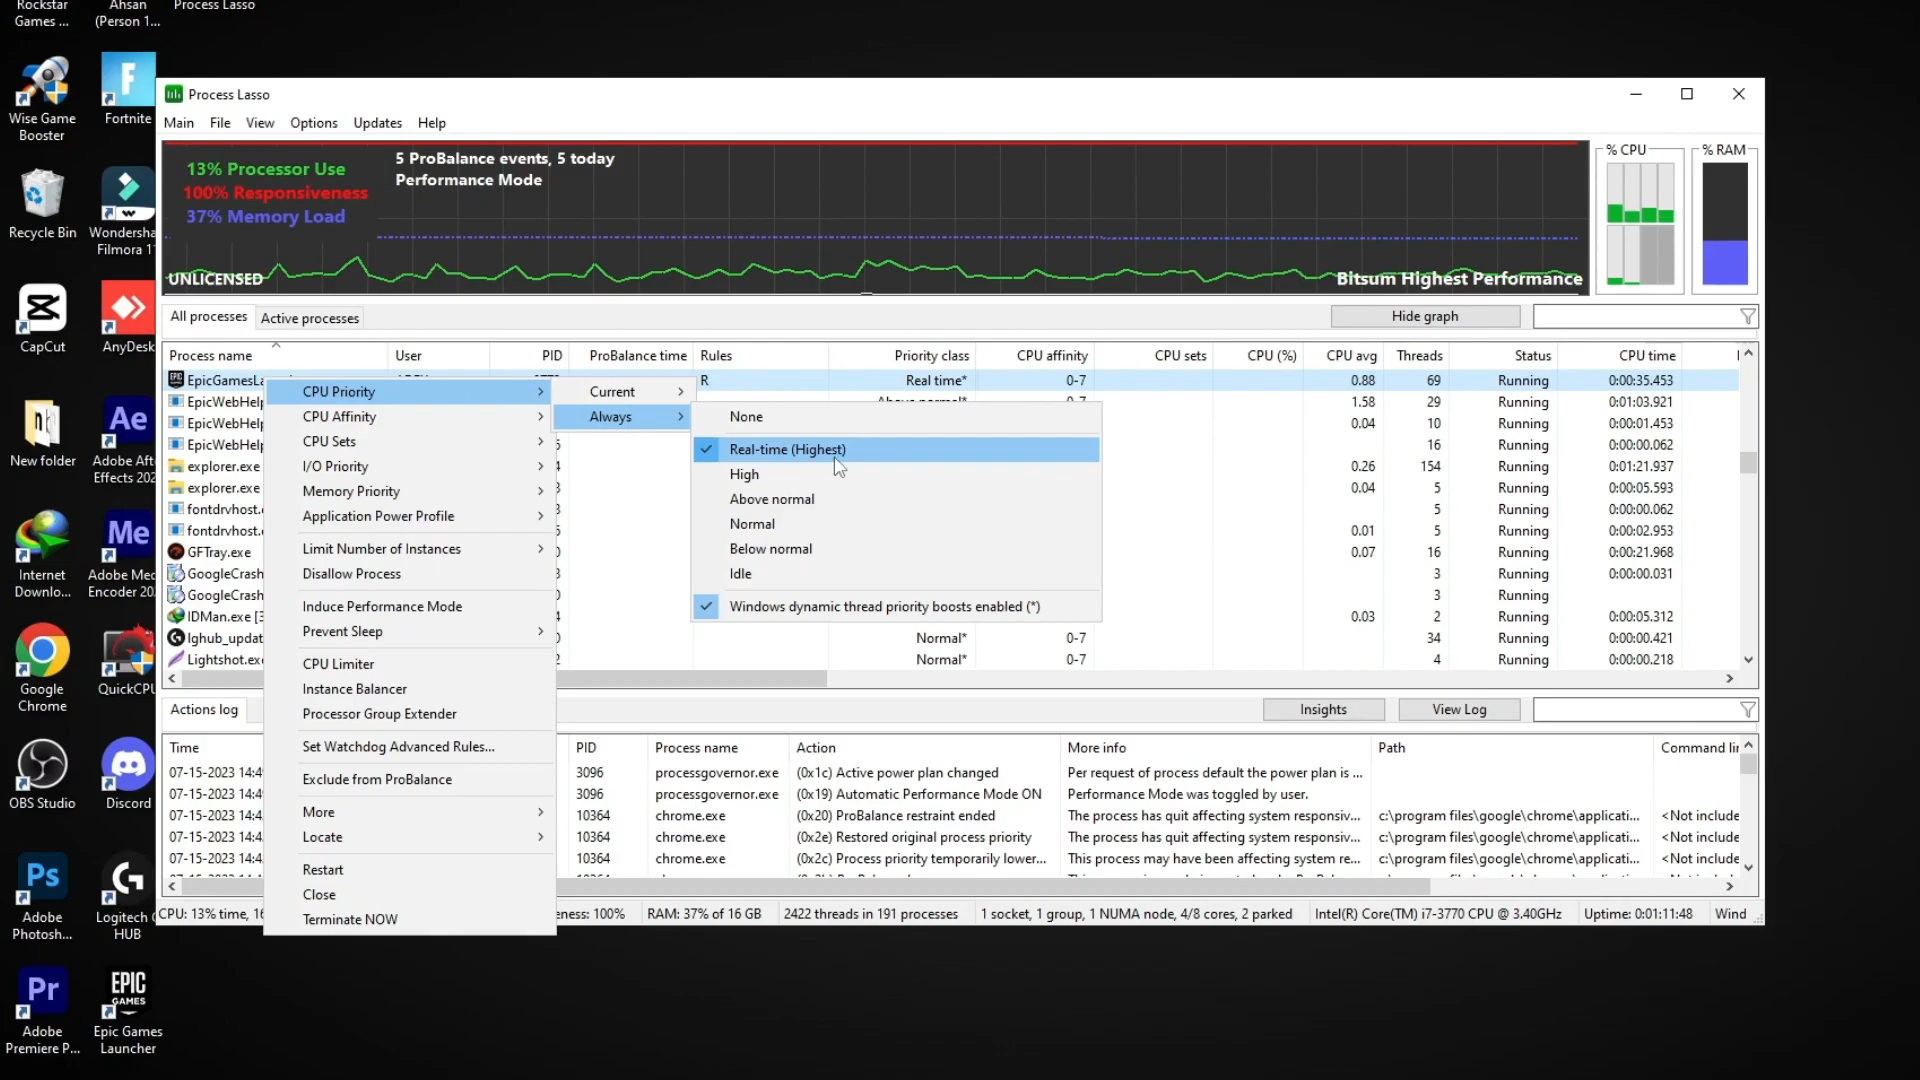 Rockstar
Games ...
Ahsan
(Person 1...
Process Lasso
Wise Game
Booster
Fortnite
Recycle Bin
Wondersha
Filmora 1
CapCut
AnyDesk
New folder
Ae
Adobe Aft
Effects 202
Internet
Downlo...
Me
Adobe Med
Encoder 20
Google
Chrome
QuickCPU
OBS Studio
Discord
Ps
Adobe
Photosh...
Logitech G
HUB
Pr
Adobe
Premiere P...
EPIC
GAMES
Epic Games
Launcher
Process Lasso
Main File View Options Updates Help
13% Processor Use
100% Responsiveness
37% Memory Load
5 ProBalance events, 5 today
Performance Mode
UNLICENSED
Bitsum Highest Performance
% CPU
% RAM
All processes Active processes
Hide graph
Process name User PID ProBalance time Rules Priority class CPU affinity CPU sets CPU (%) CPU avg Threads Status CPU time
EpicGamesLa R Real time* 0-7 0.88 69 Running 0:00:35.453
EpicWebHelp 1.58 29 Running 0:01:03.921
EpicWebHelp 0.04 10 Running 0:00:01.453
EpicWebHelp 16 Running 0:00:00.062
explorer.exe 0.26 154 Running 0:01:21.937
explorer.exe 0.04 5 Running 0:00:05.593
fontdrvhost. 5 Running 0:00:00.062
fontdrvhost. 0.01 5 Running 0:00:02.953
GFTray.exe 0.07 16 Running 0:00:21.968
GoogleCrash 3 Running 0:00:00.031
GoogleCrash 3 Running
IDMan.exe [3 0.03 2 Running 0:00:05.312
lghub_updat Normal* 0-7 34 Running 0:00:00.421
Lightshot.exe Normal* 0-7 4 Running 0:00:00.218
CPU Priority
CPU Affinity
CPU Sets
I/O Priority
Memory Priority
Application Power Profile
Limit Number of Instances
Disallow Process
Induce Performance Mode
Prevent Sleep
CPU Limiter
Instance Balancer
Processor Group Extender
Set Watchdog Advanced Rules...
Exclude from ProBalance
More
Locate
Restart
Close
Terminate NOW
Current
Always
None
Real-time (Highest)
High
Above normal
Normal
Below normal
Idle
Windows dynamic thread priority boosts enabled (*)
Actions log
Insights
View Log
Time PID Process name Action More info Path Command lin
07-15-2023 14:4 3096 processgovernor.exe (0x1c) Active power plan changed Per request of process default the power plan is ...
07-15-2023 14:4 3096 processgovernor.exe (0x19) Automatic Performance Mode ON Performance Mode was toggled by user.
07-15-2023 14:4 10364 chrome.exe (0x20) ProBalance restraint ended The process has quit affecting system responsiv... c:\program files\google\chrome\applicati... <Not include
07-15-2023 14:4 10364 chrome.exe (0x2e) Restored original process priority The process has quit affecting system responsiv... c:\program files\google\chrome\applicati... <Not include
07-15-2023 14:4 10364 chrome.exe (0x2c) Process priority temporarily lower... This process may have been affecting system re... c:\program files\google\chrome\applicati... <Not include
CPU: 13% time, 16 eness: 100% RAM: 37% of 16 GB 2422 threads in 191 processes 1 socket, 1 group, 1 NUMA node, 4/8 cores, 2 parked Intel(R) Core(TM) i7-3770 CPU @ 3.40GHz Uptime: 0:01:11:48 Wind